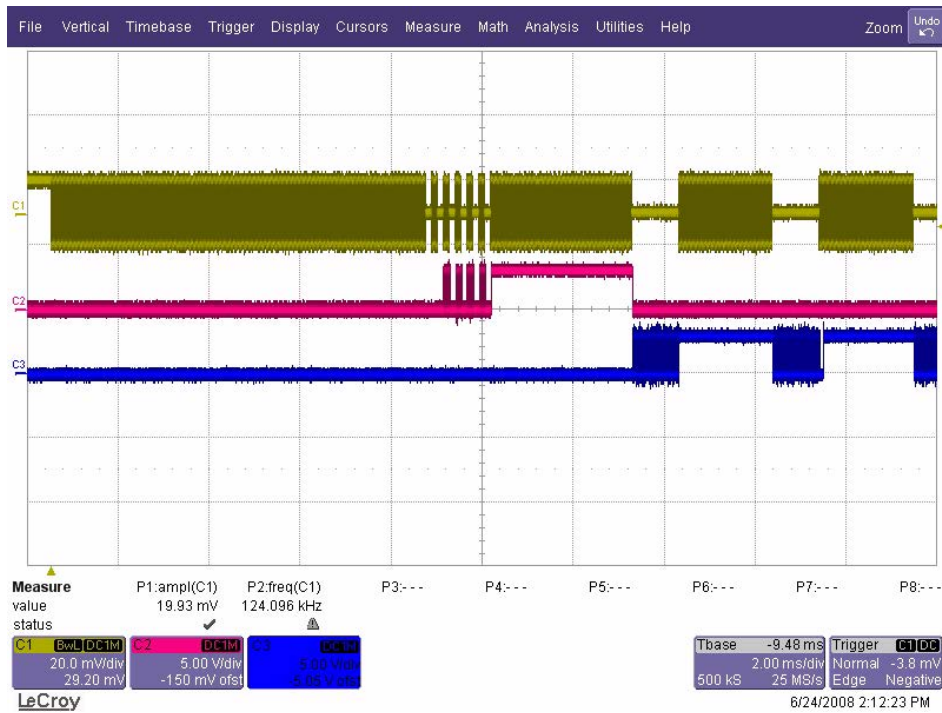 File Vertical Timebase Trigger Display Cursors Measure Math Analysis Utilities Help Zoom Undo
C1
C2
C3
Measure P1:ampl(C1) P2:freq(C1) P3:--- P4:--- P5:--- P6:--- P7:--- P8:---
value 19.93 mV 124.096 kHz
status
C1 BwL DC1M
20.0 mV/div
29.20 mV
C2 DC1M
5.00 V/div
-150 mV ofst
C3 DC1M
5.00 V/div
-5.05 V ofst
Tbase -9.48 ms
2.00 ms/div
500 kS 25 MS/s
Trigger C1 DC
Normal -3.8 mV
Edge Negative
LeCroy
6/24/2008 2:12:23 PM